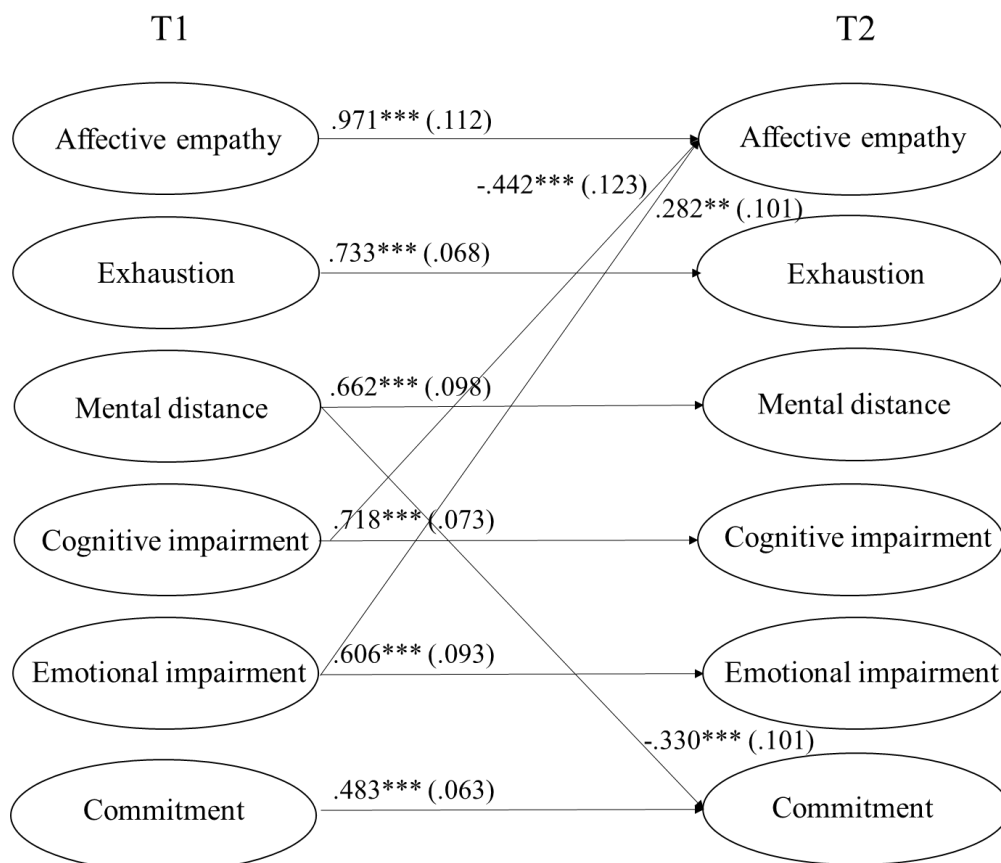 T1
T2
Affective empathy
.971*** (.112)
Affective empathy
-.442*** (.123)
.282** (.101)
Exhaustion
.733*** (.068)
Exhaustion
Mental distance
.662*** (.098)
Mental distance
Cognitive impairment
.718*** (.073)
Cognitive impairment
Emotional impairment
.606*** (.093)
Emotional impairment
-.330*** (.101)
Commitment
.483*** (.063)
Commitment